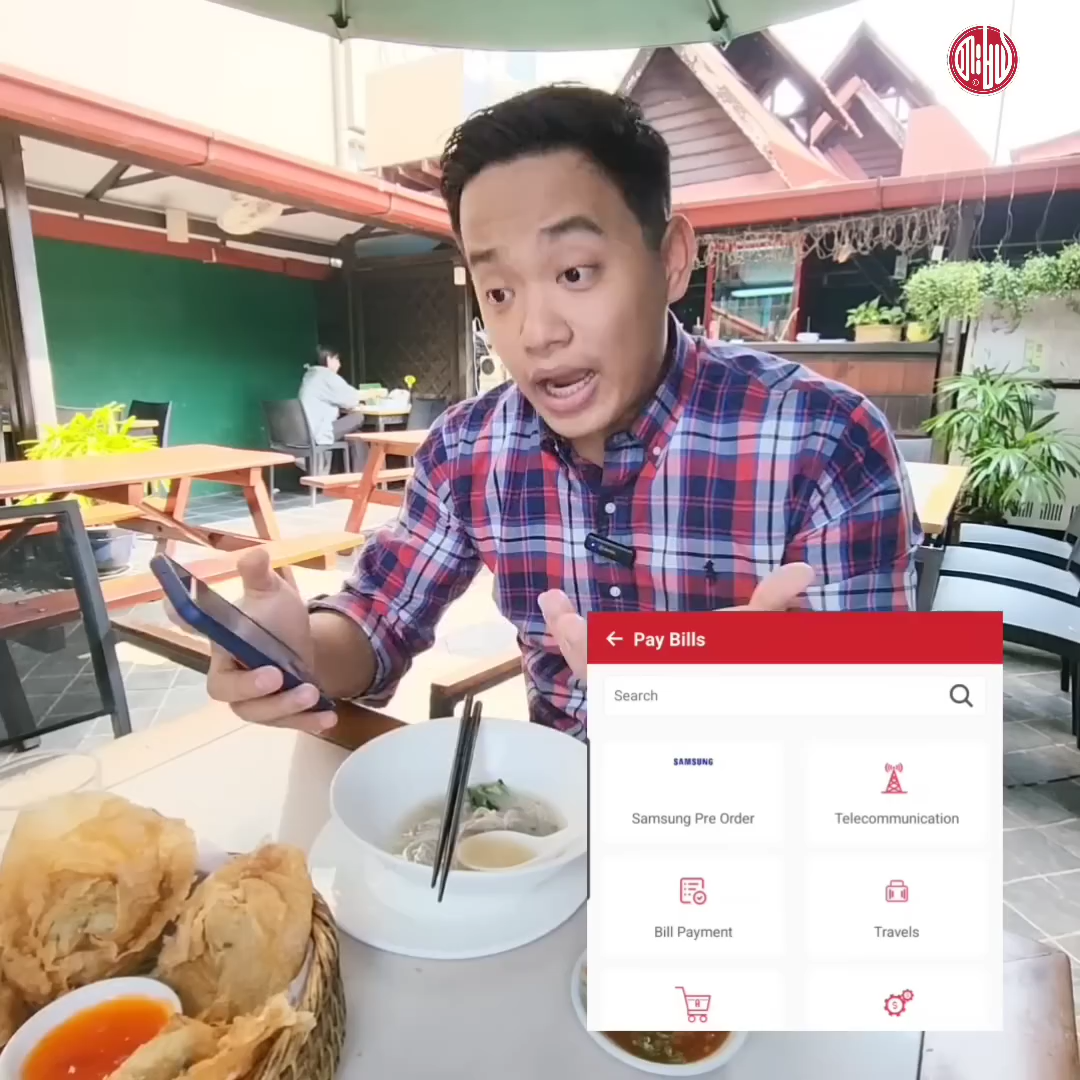 Pay Bills
Search
SAMSUNG
Samsung Pre Order
Telecommunication
Bill Payment
Travels